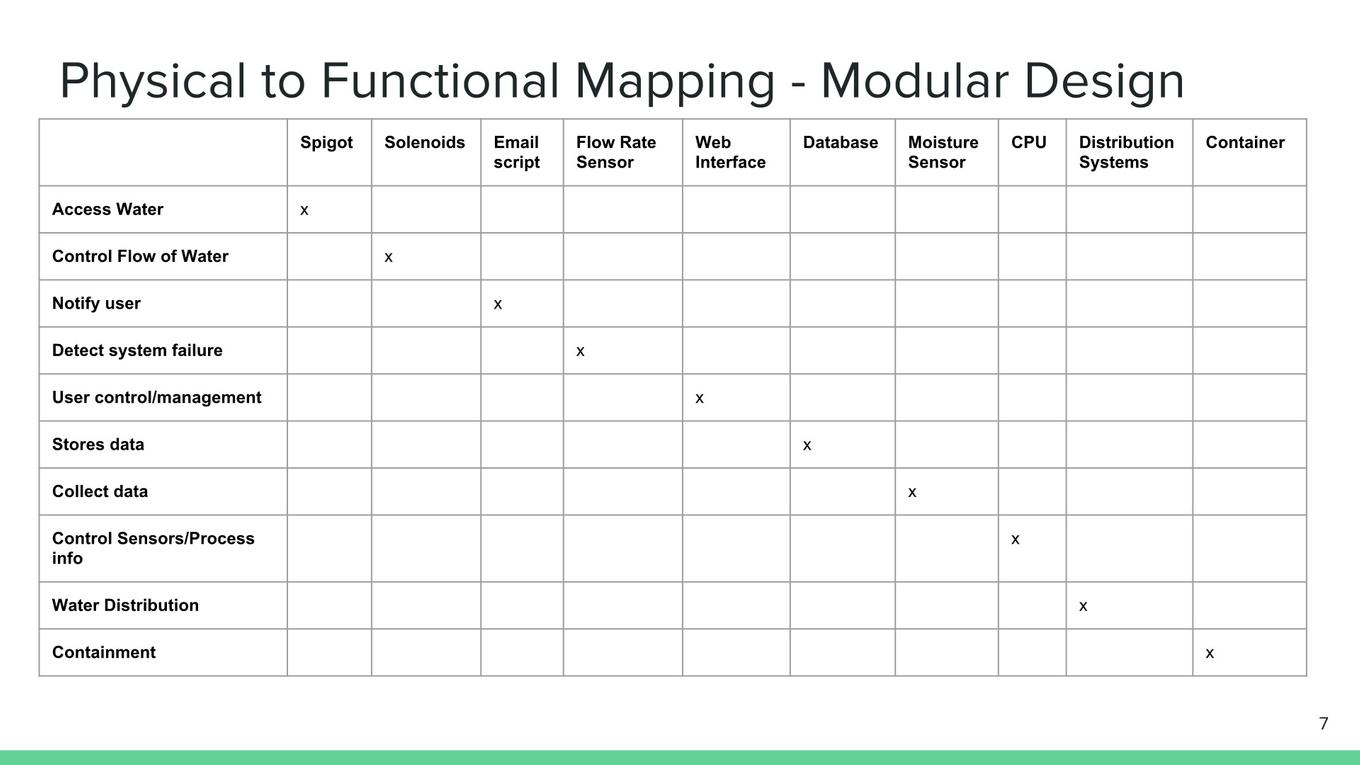 Physical to Functional Mapping - Modular Design
Spigot Solenoids Email script Flow Rate Sensor Web Interface Database Moisture Sensor CPU Distribution Systems Container
Access Water x
Control Flow of Water x
Notify user x
Detect system failure x
User control/management x
Stores data x
Collect data x
Control Sensors/Process info x
Water Distribution x
Containment x
7